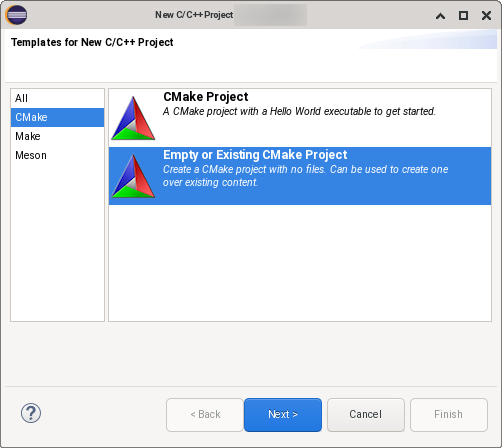 New C/C++ Project
Templates for New C/C++ Project
All
CMake
Make
Meson
CMake Project
A CMake project with a Hello World executable to get started.
Empty or Existing CMake Project
Create a CMake project with no files. Can be used to create one
over existing content.
?
< Back
Next >
Cancel
Finish